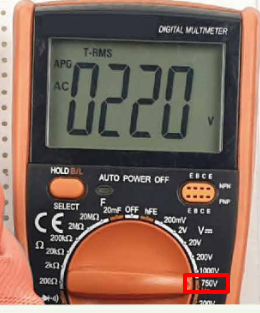 DIGITAL MULTIMETER
T-RMS
APO
AC
0220
V
HOLD B/L
AUTO POWER OFF
E B C E
NPN
PNP
E B C E
SELECT
F
20mF OFF hFE
200mV
20MΩ
2V V
CE
2MΩ
20V
200kΩ
Ω 20kΩ
200V
2kΩ
1000V
200Ω
750V
200V